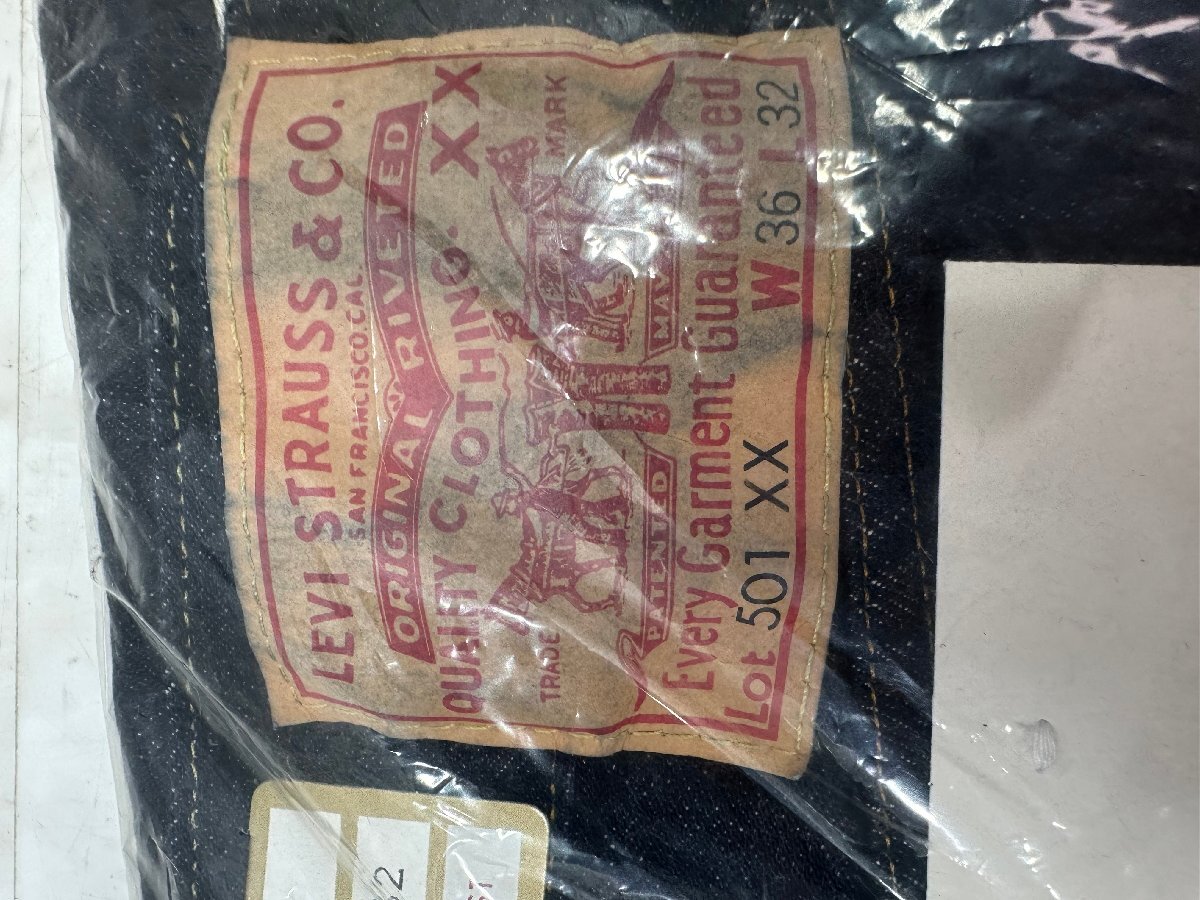 LEVI STRAUSS & CO.
SAN FRANCISCO.CAL
ORIGINAL RIVETED
QUALITY CLOTHING. XX
TRADE MARK
PATENTED MAY
Every Garment Guaranteed
Lot 501 XX W 36 L 32